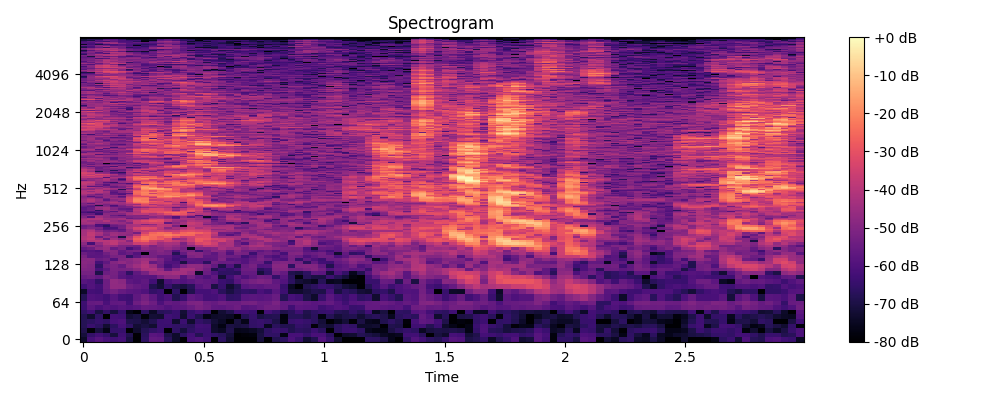 Spectrogram
Hz
4096
2048
1024
512
256
128
64
0
0
0.5
1
1.5
2
2.5
Time
+0 dB
-10 dB
-20 dB
-30 dB
-40 dB
-50 dB
-60 dB
-70 dB
-80 dB